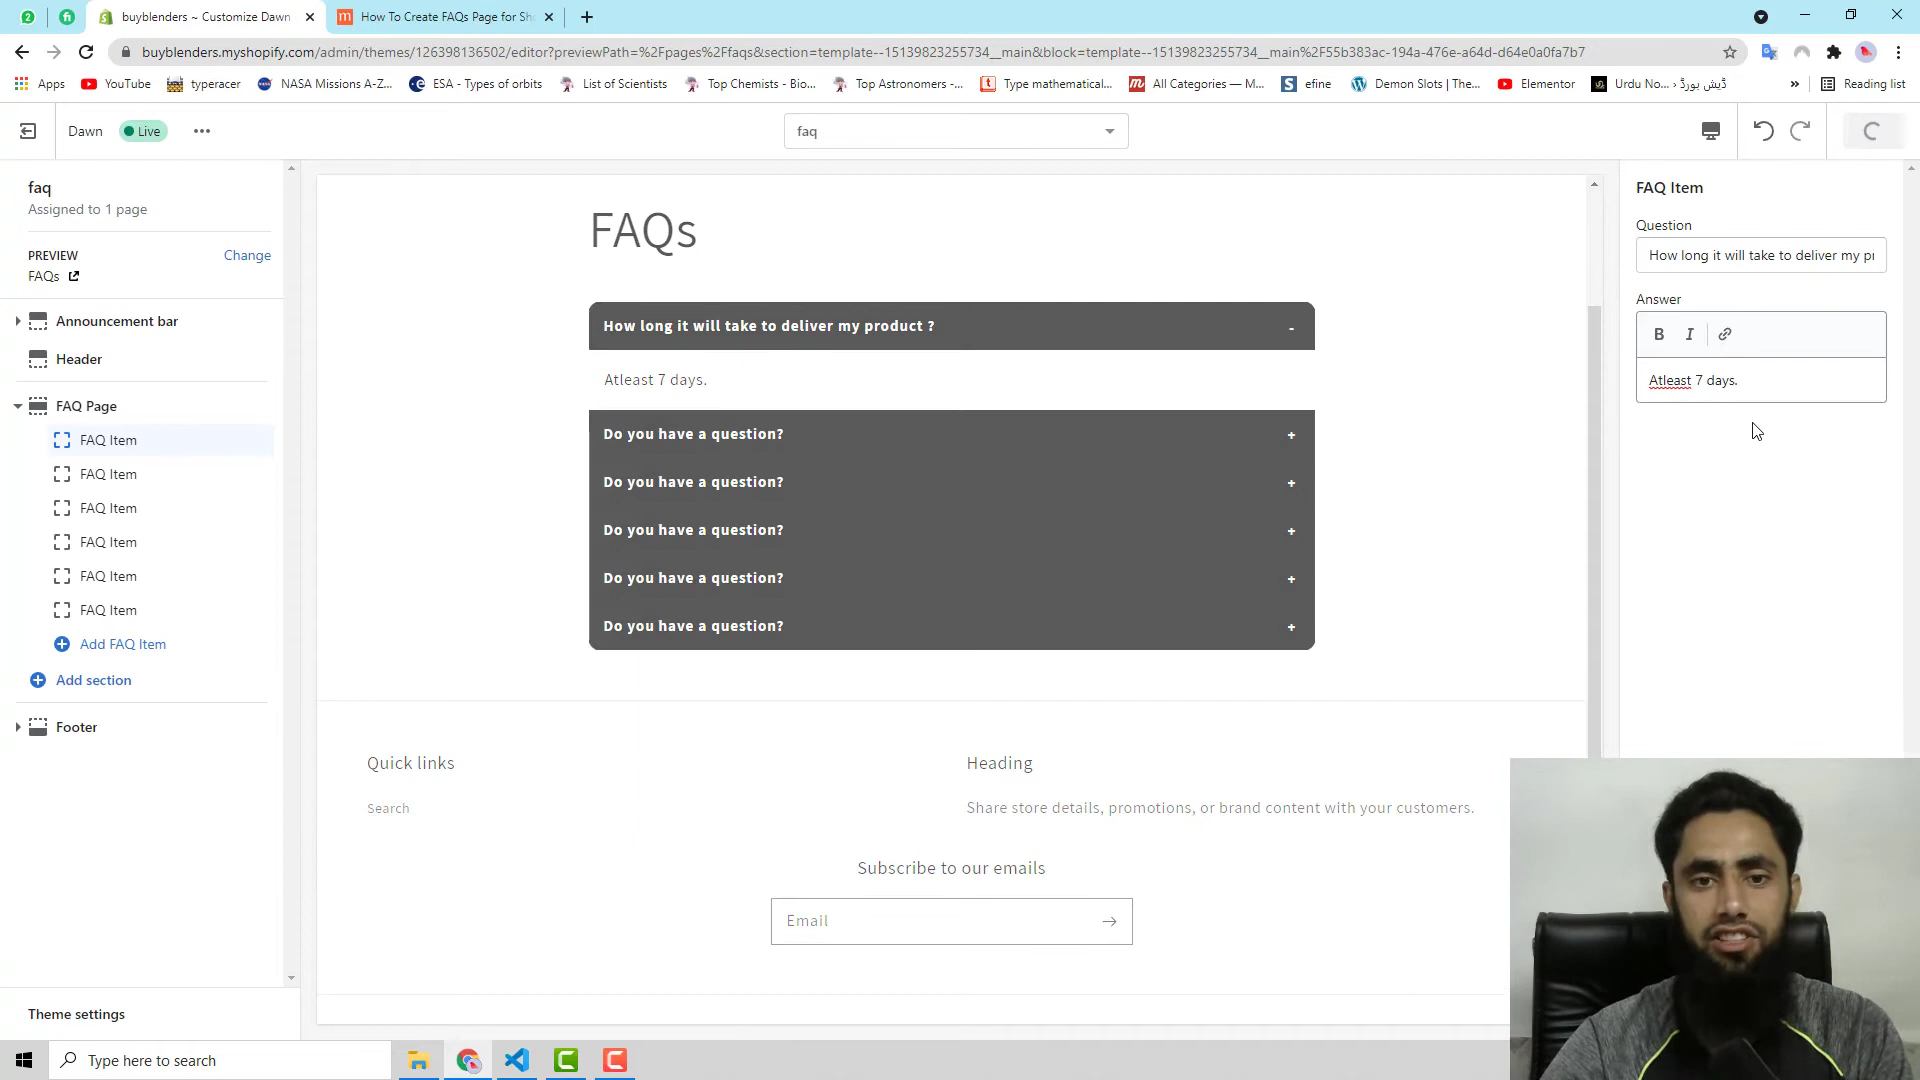 buyblenders ~ Customize Dawn
How To Create FAQs Page for Sh
buyblenders.myshopify.com/admin/themes/126398136502/editor?previewPath=%2Fpages%2Ffaqs&section=template--15139823255734__main&block=template--15139823255734__main%2F55b383ac-194a-476e-a64d-d64e0a0fa7b7
Apps YouTube typeracer NASA Missions A-Z... ESA - Types of orbits List of Scientists Top Chemists - Bio... Top Astronomers -... Type mathematical... All Categories — M... efine Demon Slots | The... Elementor Urdu No... › ڈیش بورڈ » Reading list
Dawn Live
faq
faq
Assigned to 1 page
PREVIEW Change
FAQs
Announcement bar
Header
FAQ Page
FAQ Item
FAQ Item
FAQ Item
FAQ Item
FAQ Item
FAQ Item
Add FAQ Item
Add section
Footer
Theme settings
FAQs
How long it will take to deliver my product ? -
Atleast 7 days.
Do you have a question? +
Do you have a question? +
Do you have a question? +
Do you have a question? +
Do you have a question? +
Quick links
Search
Heading
Share store details, promotions, or brand content with your customers.
Subscribe to our emails
Email
FAQ Item
Question
How long it will take to deliver my pr
Answer
B I
Atleast 7 days.
Type here to search